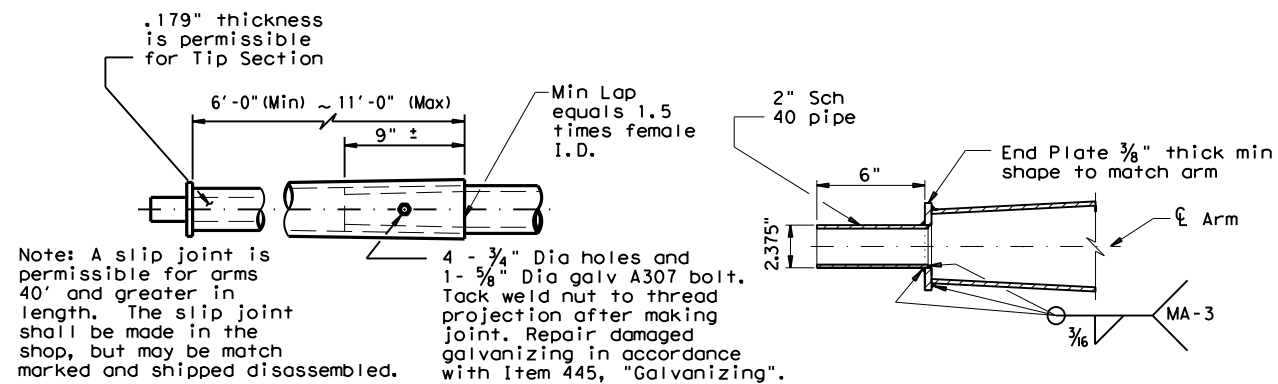 .179" thickness
is permissible
for Tip Section
6'-0"(Min) ~ 11'-0" (Max)
9" ±
Min Lap
equals 1.5
times female
I.D.
Note: A slip joint is
permissible for arms
40' and greater in
length. The slip joint
shall be made in the
shop, but may be match
marked and shipped disassembled.
4 - 3/4" Dia holes and
1- 5/8" Dia galv A307 bolt.
Tack weld nut to thread
projection after making
joint. Repair damaged
galvanizing in accordance
with Item 445, "Galvanizing".
2" Sch
40 pipe
6"
2.375"
End Plate 3/8" thick min
shape to match arm
℄ Arm
3/16
MA-3